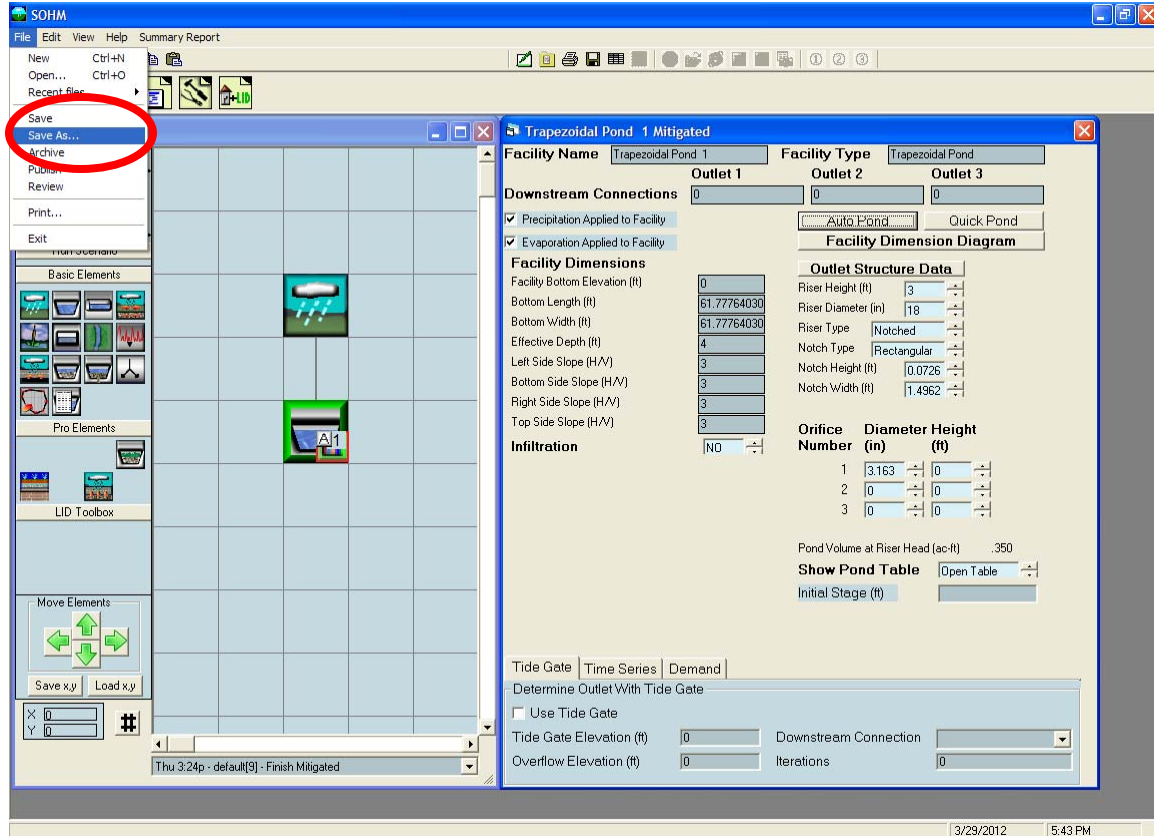 SOHM
File Edit View Help Summary Report
New Ctrl+N
Open... Ctrl+O
Recent files
Save
Save As...
Archive
Publish
Review
Print...
Exit
Run Scenario
Basic Elements
Pro Elements
LID Toolbox
Move Elements
Save x,y Load x,y
X 0
Y 0
#
+LID
1 2 3
A 1
Thu 3:24p - default[9] - Finish Mitigated
Trapezoidal Pond 1 Mitigated
Facility Name Trapezoidal Pond 1 Facility Type Trapezoidal Pond
Outlet 1 Outlet 2 Outlet 3
Downstream Connections 0 0 0
Precipitation Applied to Facility Auto Pond Quick Pond
Evaporation Applied to Facility Facility Dimension Diagram
Facility Dimensions
Facility Bottom Elevation (ft) 0
Bottom Length (ft) 61.77764030
Bottom Width (ft) 61.77764030
Effective Depth (ft) 4
Left Side Slope (H/V) 3
Bottom Side Slope (H/V) 3
Right Side Slope (H/V) 3
Top Side Slope (H/V) 3
Infiltration NO
Outlet Structure Data
Riser Height (ft) 3
Riser Diameter (in) 18
Riser Type Notched
Notch Type Rectangular
Notch Height (ft) 0.0726
Notch Width (ft) 1.4962
Orifice Diameter Height
Number (in) (ft)
1 3.163 0
2 0 0
3 0 0
Pond Volume at Riser Head (ac-ft) .350
Show Pond Table Open Table
Initial Stage (ft)
Tide Gate Time Series Demand
Determine Outlet With Tide Gate
Use Tide Gate
Tide Gate Elevation (ft) 0 Downstream Connection
Overflow Elevation (ft) 0 Iterations 0
3/29/2012 5:43 PM